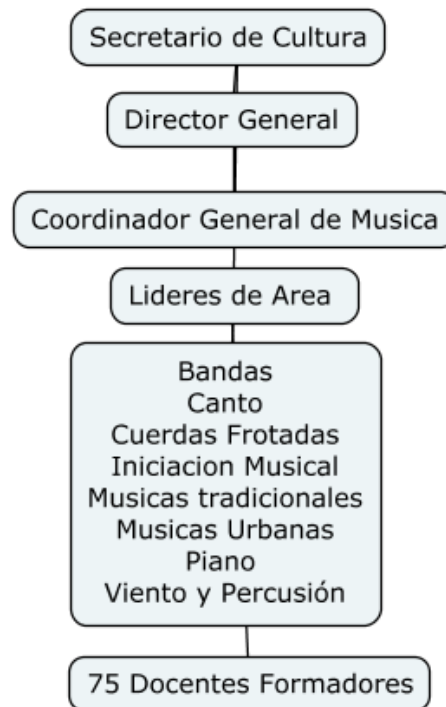 Secretario de Cultura
Director General
Coordinador General de Musica
Lideres de Area
Bandas
Canto
Cuerdas Frotadas
Iniciacion Musical
Musicas tradicionales
Musicas Urbanas
Piano
Viento y Percusión
75 Docentes Formadores